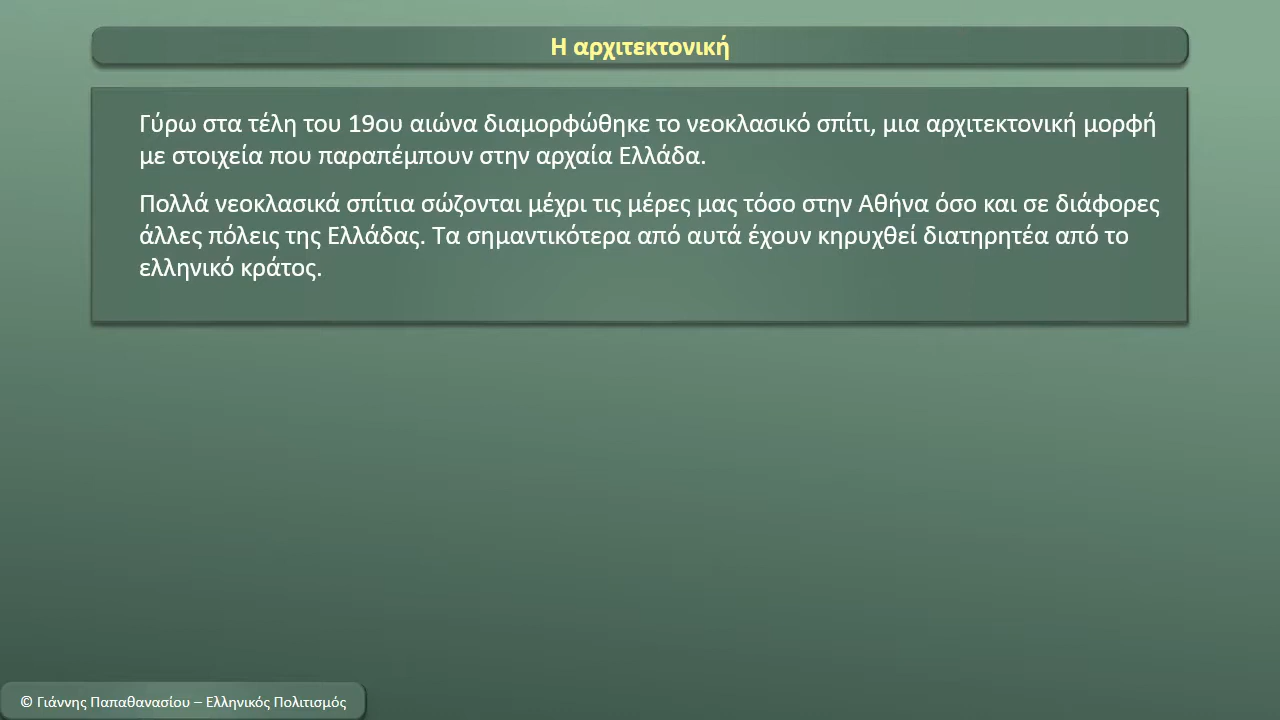 Η αρχιτεκτονική
Γύρω στα τέλη του 19ου αιώνα διαμορφώθηκε το νεοκλασικό σπίτι, μια αρχιτεκτονική μορφή
με στοιχεία που παραπέμπουν στην αρχαία Ελλάδα.
Πολλά νεοκλασικά σπίτια σώζονται μέχρι τις μέρες μας τόσο στην Αθήνα όσο και σε διάφορες
άλλες πόλεις της Ελλάδας. Τα σημαντικότερα από αυτά έχουν κηρυχθεί διατηρητέα από το
ελληνικό κράτος.
© Γιάννης Παπαθανασίου – Ελληνικός Πολιτισμός